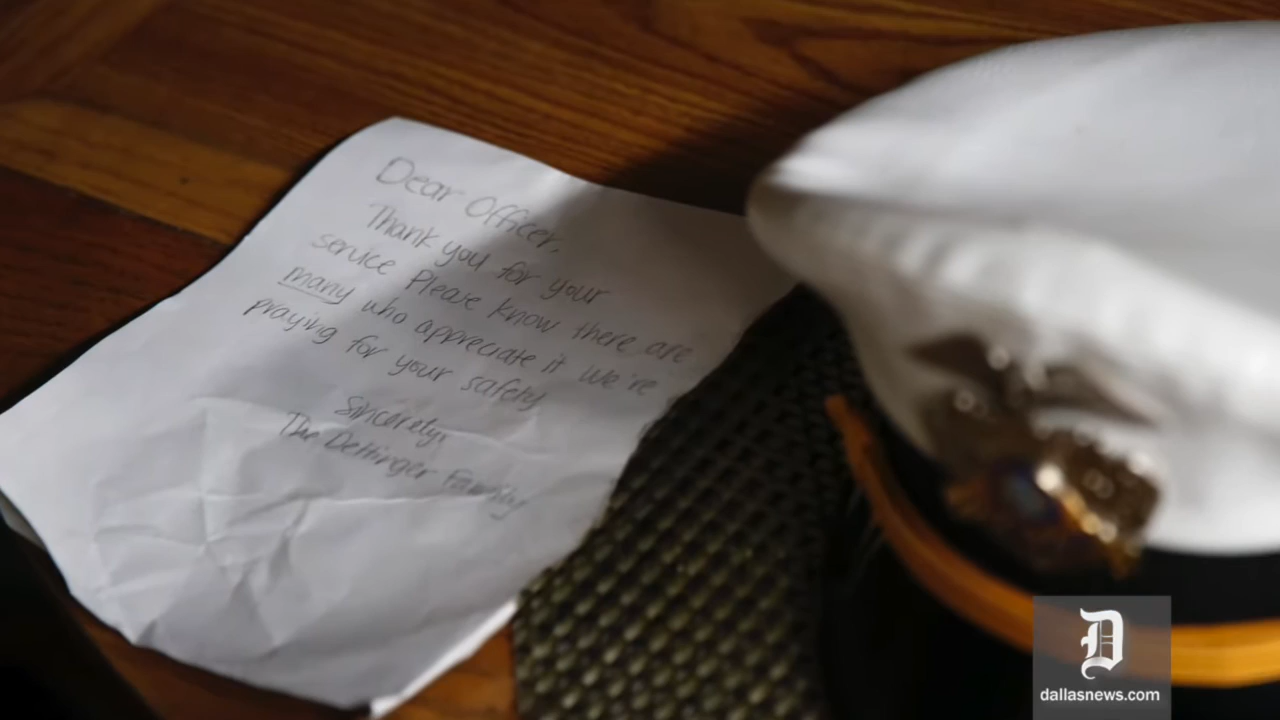 Dear Officer,
Thank you for your
service Please know there are
many who appreciate it we're
praying for your safety
Sincerely,
The Dettinger Family
D
dallasnews.com